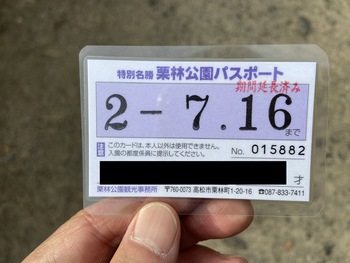 特別名勝 栗林公園パスポート
期間延長済み
2-7.16まで
注意 このカードは、本人以外は使用できません。
入園の都度係員に提示してください。
No. 015882
才
栗林公園観光事務所 〒760-0073 高松市栗林町1-20-16 ☎087-833-7411